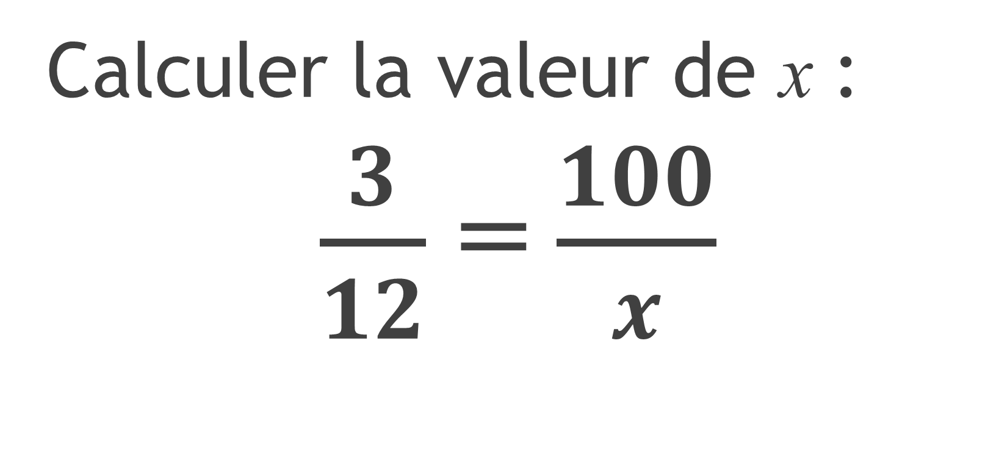 Calculer la valeur de x :
3/12 = 100/x